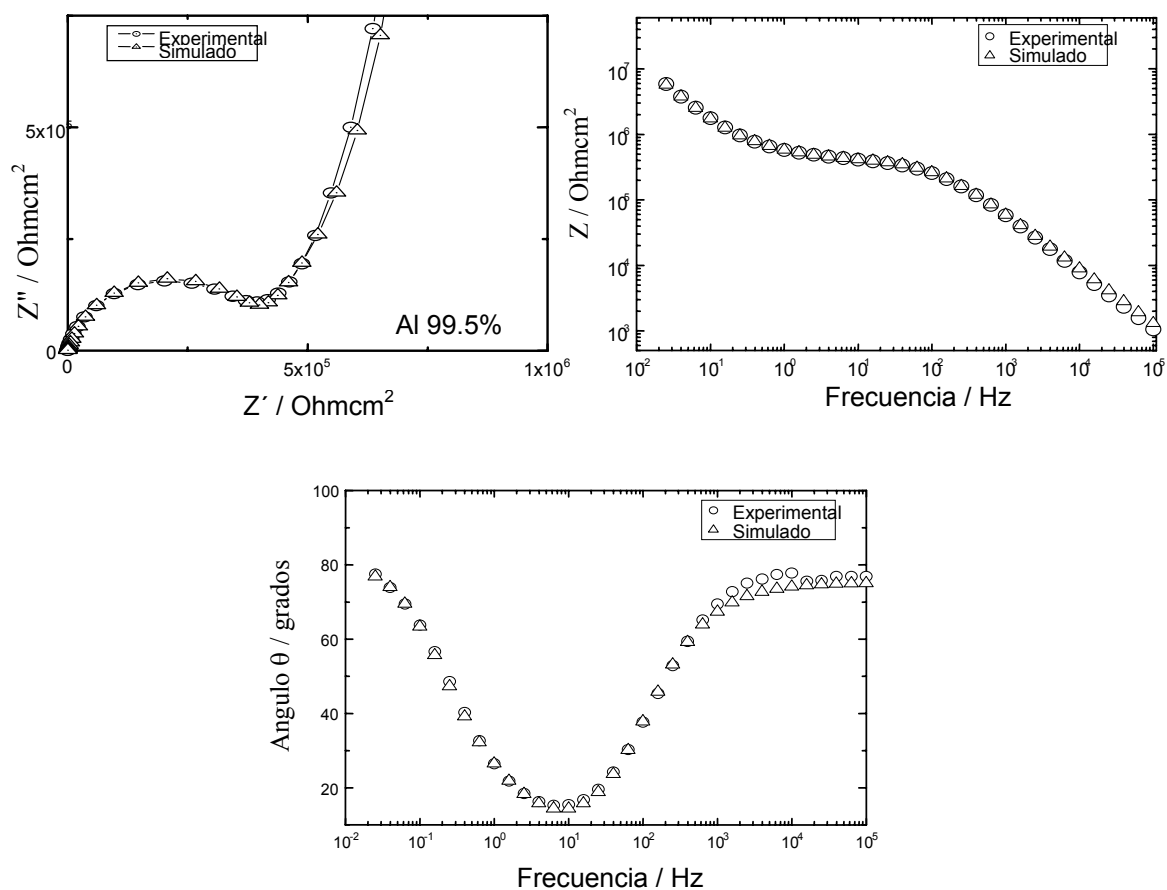 Experimental
Simulado
5x10⁵
0
Z" / Ohmcm²
Al 99.5%
0
5x10⁵
1x10⁶
Z´ / Ohmcm²
Experimental
Simulado
10⁷
10⁶
10⁵
10⁴
10³
Z / Ohmcm²
10² 10¹ 10⁰ 10¹ 10² 10³ 10⁴ 10⁵
Frecuencia / Hz
Experimental
Simulado
100
80
60
40
20
Angulo θ / grados
10⁻² 10⁻¹ 10⁰ 10¹ 10² 10³ 10⁴ 10⁵
Frecuencia / Hz